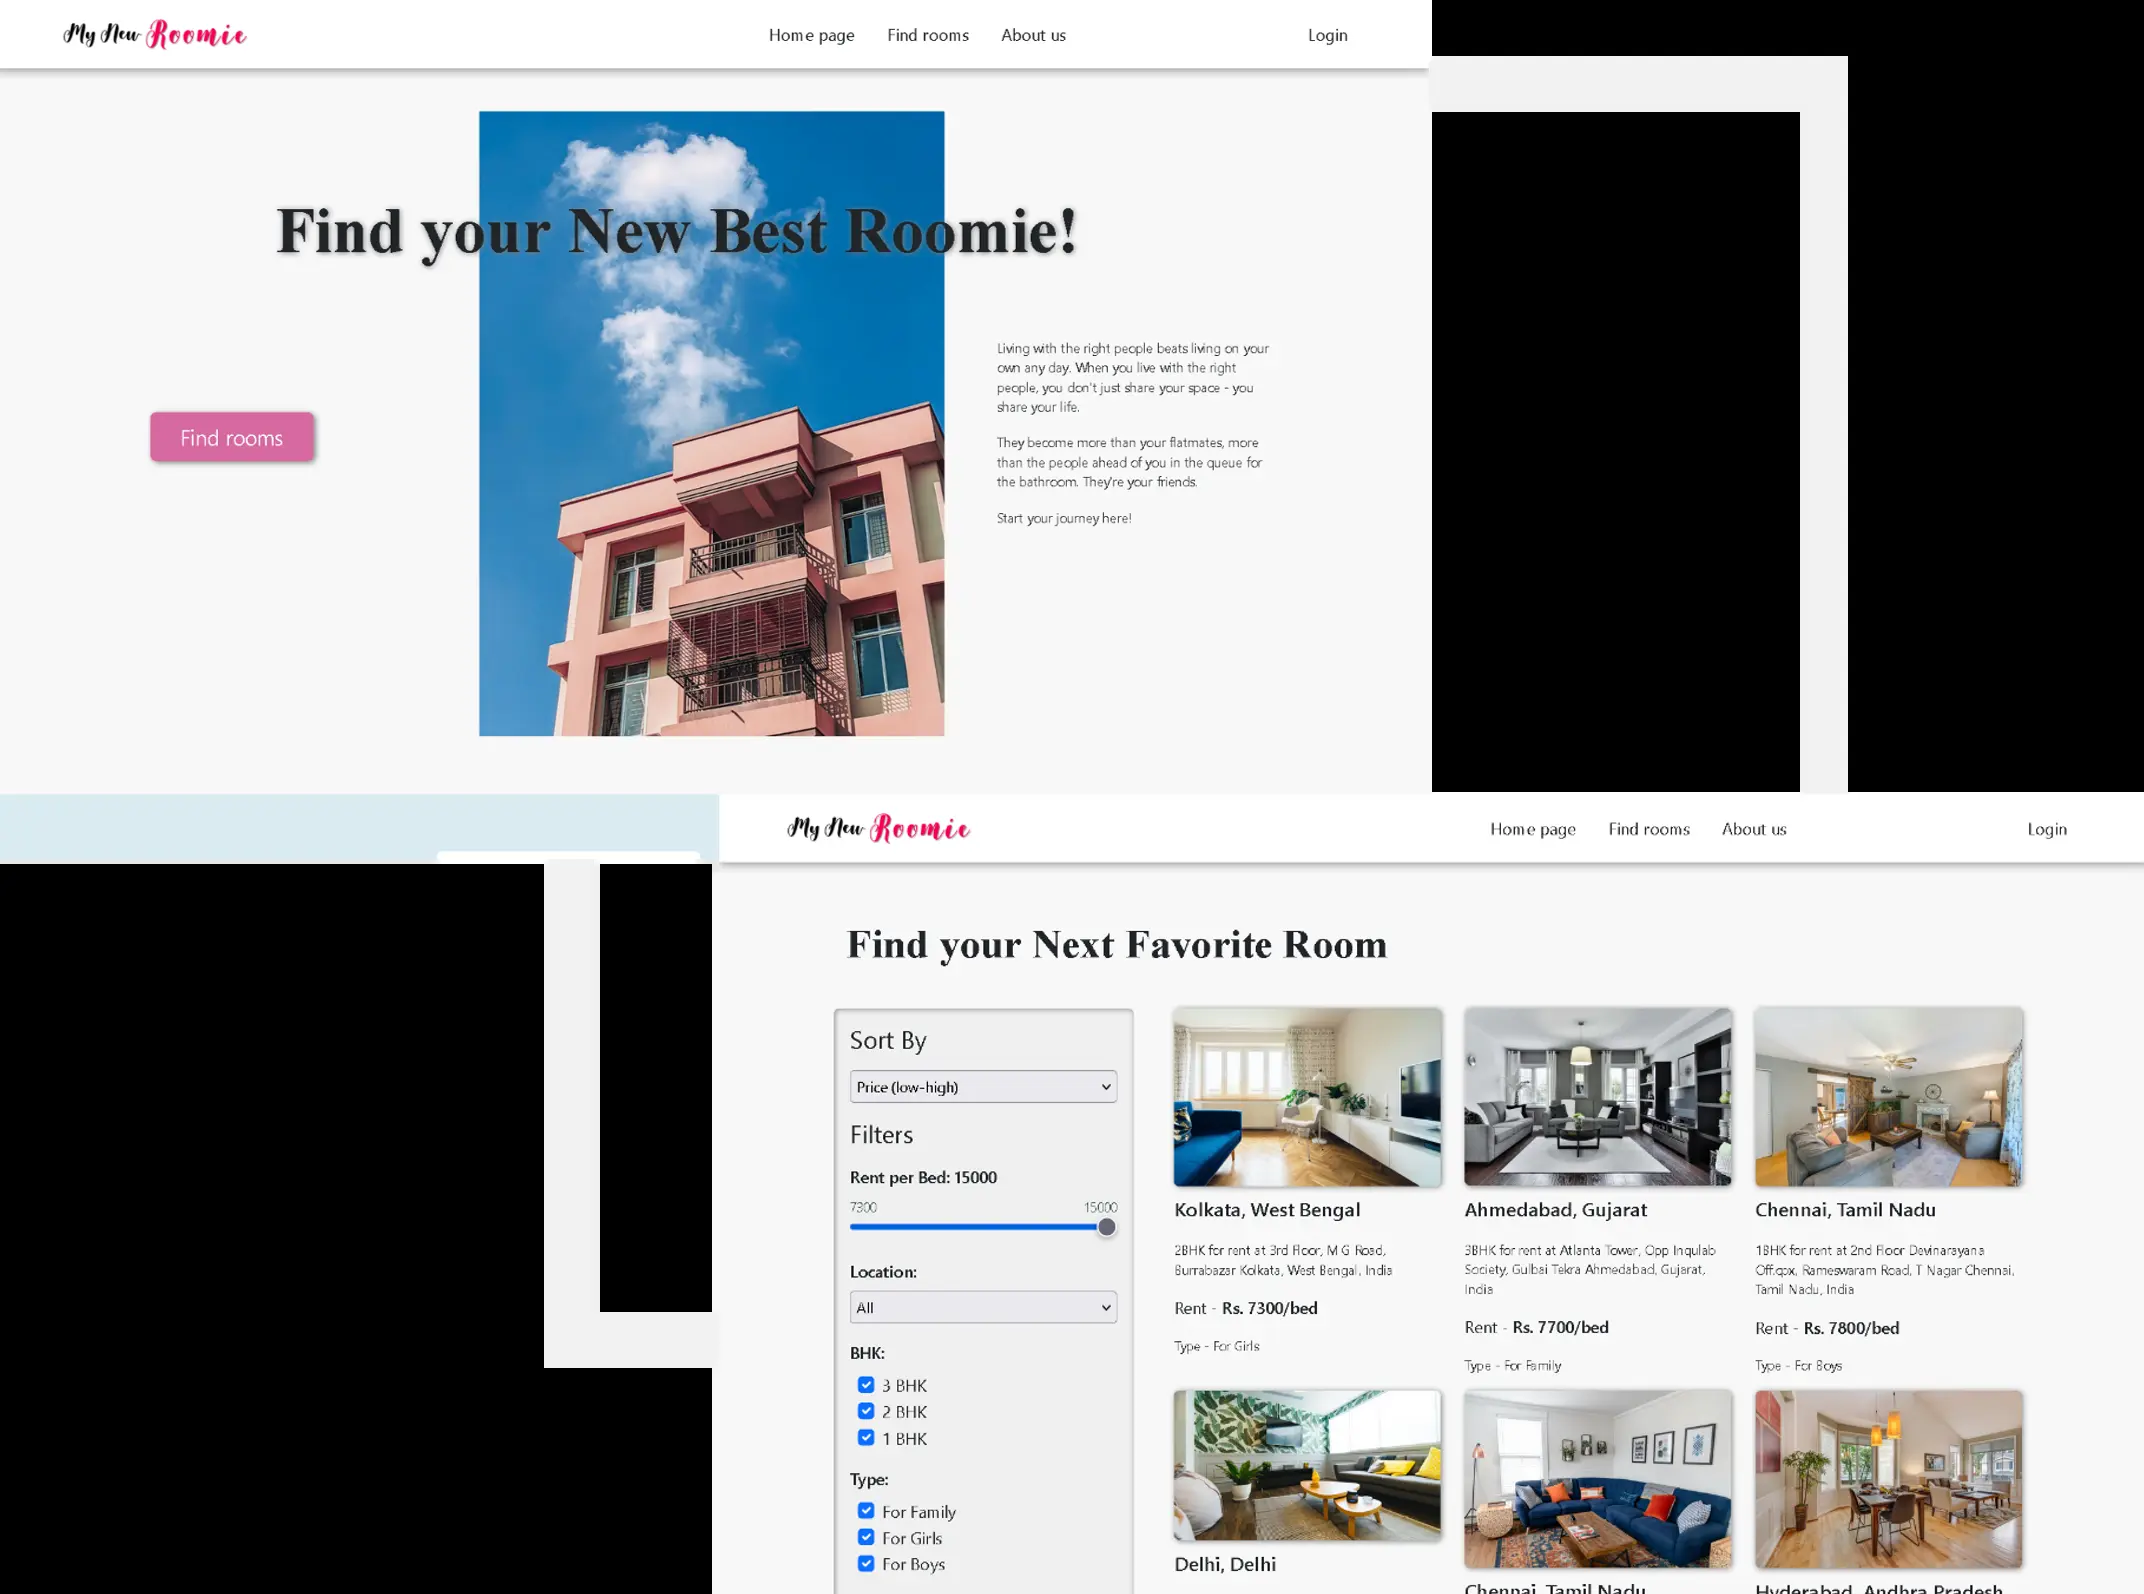 My New Roomie
Home page
Find rooms
About us
Login
Find your New Best Roomie!
Find rooms
Living with the right people beats living on your
own any day. When you live with the right
people, you don't just share your space - you
share your life.
They become more than your flatmates, more
than the people ahead of you in the queue for
the bathroom. They're your friends.
Start your journey here!
My New Roomie
Home page
Find rooms
About us
Login
Find your Next Favorite Room
Sort By
Price (low-high)
Filters
Rent per Bed: 15000
7300
15000
Location:
All
BHK:
3 BHK
2 BHK
1 BHK
Type:
For Family
For Girls
For Boys
Kolkata, West Bengal
2BHK for rent at 3rd Floor, M G Road,
Burrabazar Kolkata, West Bengal, India
Rent - Rs. 7300/bed
Type - For Girls
Ahmedabad, Gujarat
3BHK for rent at Atlanta Tower, Opp Inqulab
Society, Gulbai Tekra Ahmedabad, Gujarat,
India
Rent - Rs. 7700/bed
Type - For Family
Chennai, Tamil Nadu
1BHK for rent at 2nd Floor Devinarayana
Off.qpx, Rameswaram Road, T Nagar Chennai,
Tamil Nadu, India
Rent - Rs. 7800/bed
Type - For Boys
Delhi, Delhi
Chennai, Tamil Nadu
Hyderabad, Andhra Pradesh